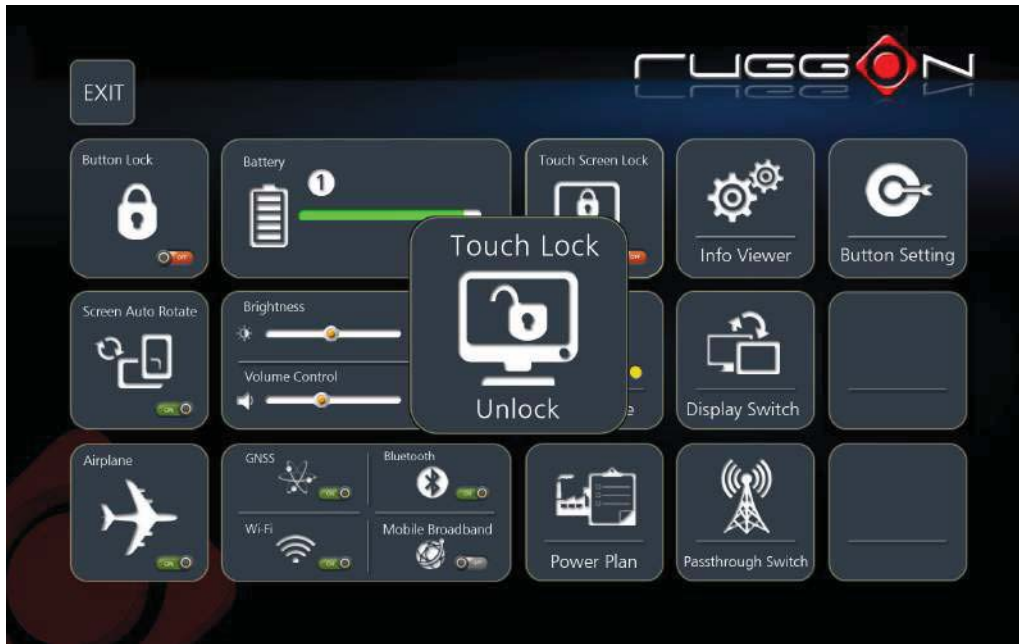 RUGGON
EXIT
Button Lock
OFF
Battery
1
Touch Screen Lock
Info Viewer
Button Setting
Touch Lock
Unlock
Screen Auto Rotate
ON
Brightness
Volume Control
e
Display Switch
Airplane
ON
GNSS
ON
Bluetooth
ON
Wi-Fi
ON
Mobile Broadband
Power Plan
Passthrough Switch